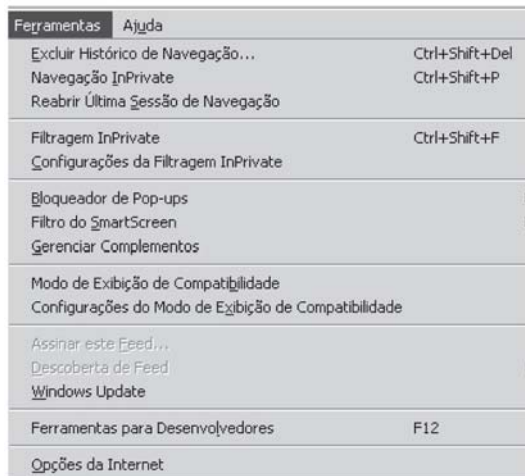 Ferramentas Ajuda
Excluir Histórico de Navegação... Ctrl+Shift+Del
Navegação InPrivate Ctrl+Shift+P
Reabrir Última Sessão de Navegação
Filtragem InPrivate Ctrl+Shift+F
Configurações da Filtragem InPrivate
Bloqueador de Pop-ups
Filtro do SmartScreen
Gerenciar Complementos
Modo de Exibição de Compatibilidade
Configurações do Modo de Exibição de Compatibilidade
Assinar este Feed...
Descoberta de Feed
Windows Update
Ferramentas para Desenvolvedores F12
Opções da Internet